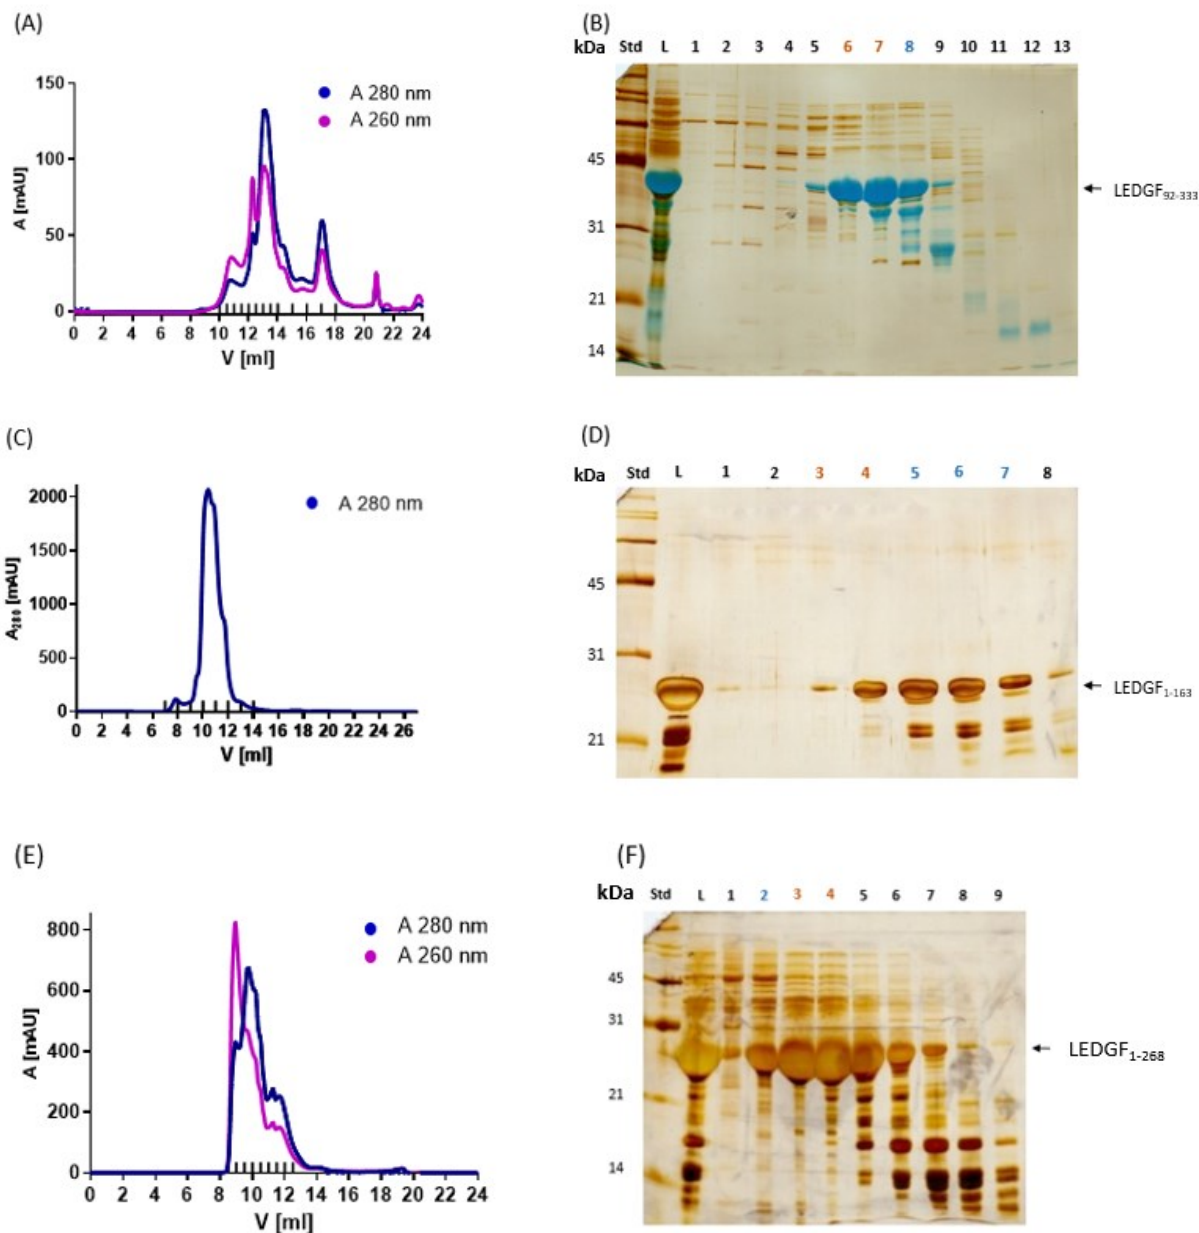 (A)
150
100
50
0
A [mAU]
A 280 nm
A 260 nm
0 2 4 6 8 10 12 14 16 18 20 22 24
V [ml]
(B)
kDa Std L 1 2 3 4 5 6 7 8 9 10 11 12 13
45
31
21
14
LEDGF92-333
(C)
2000
1500
1000
500
0
A280 [mAU]
A 280 nm
0 2 4 6 8 10 12 14 16 18 20 22 24 26
V [ml]
(D)
kDa Std L 1 2 3 4 5 6 7 8
45
31
21
LEDGF1-163
(E)
800
600
400
200
0
A [mAU]
A 280 nm
A 260 nm
0 2 4 6 8 10 12 14 16 18 20 22 24
V [ml]
(F)
kDa Std L 1 2 3 4 5 6 7 8 9
45
31
21
14
LEDGF1-268